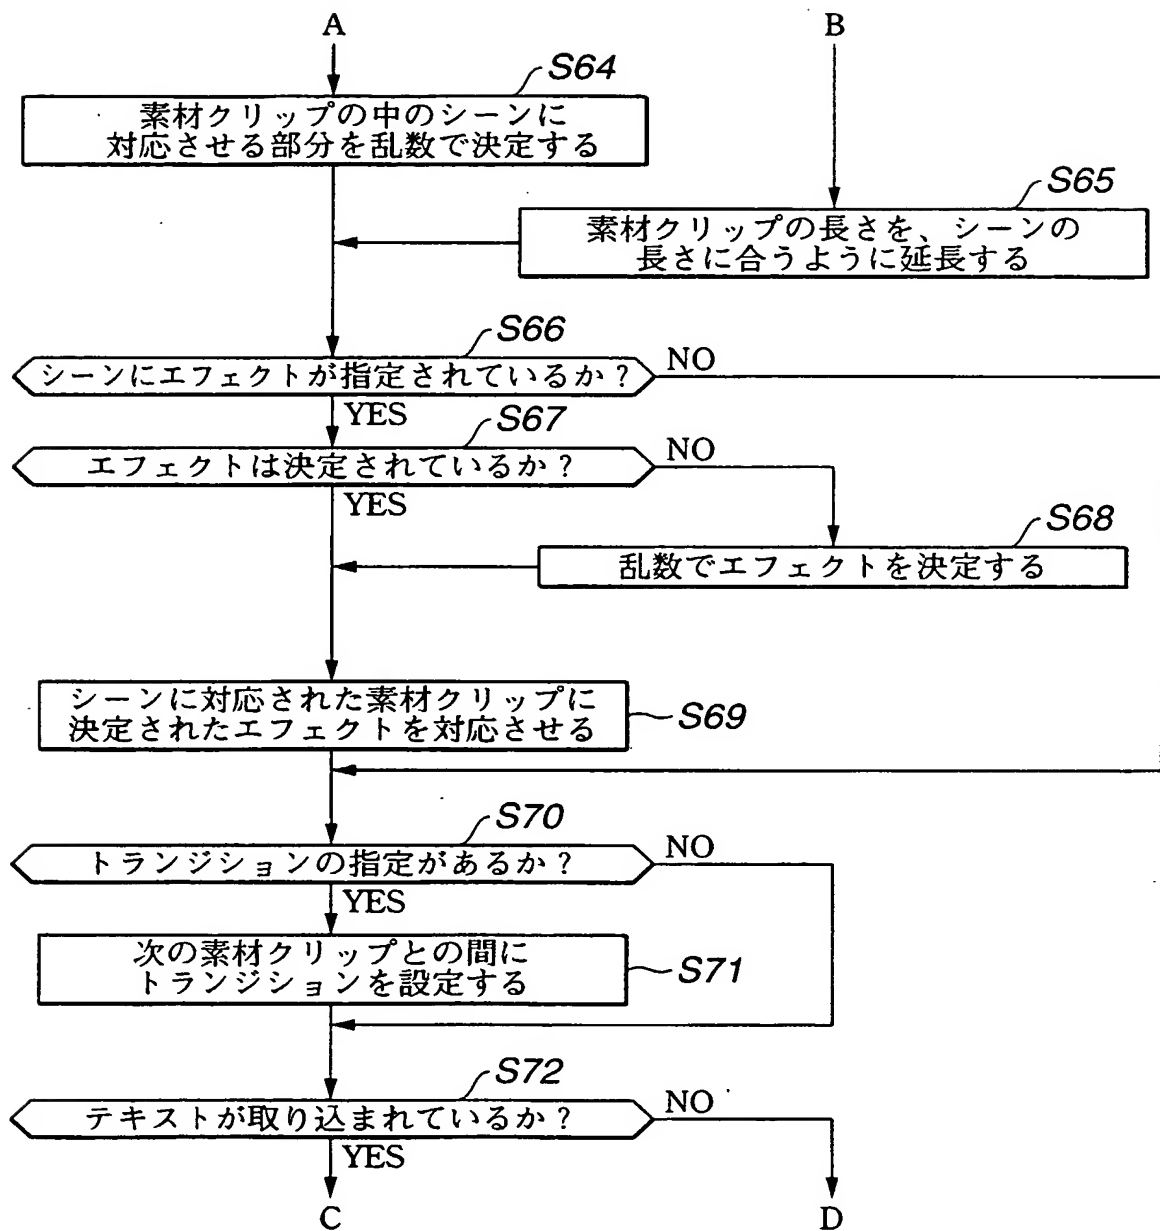 A
B
S64
素材クリップの中のシーンに
対応させる部分を乱数で決定する
S65
素材クリップの長さを、シーンの
長さに合うように延長する
S66
シーンにエフェクトが指定されているか?
NO
YES
S67
エフェクトは決定されているか?
NO
YES
S68
乱数でエフェクトを決定する
シーンに対応された素材クリップに
決定されたエフェクトを対応させる
S69
S70
トランジションの指定があるか?
NO
YES
次の素材クリップとの間に
トランジションを設定する
S71
S72
テキストが取り込まれているか?
NO
YES
C
D